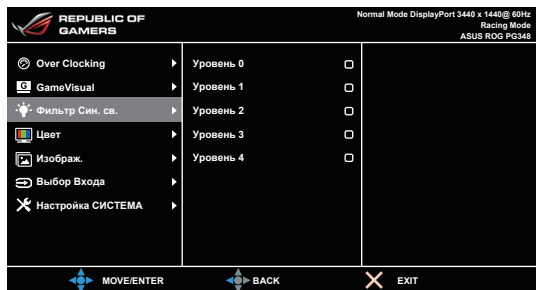 REPUBLIC OF
GAMERS
Normal Mode DisplayPort 3440 x 1440@ 60Hz
Racing Mode
ASUS ROG PG348
Over Clocking
G GameVisual
Фильтр Син. св.
Цвет
Изображ.
Выбор Входа
Настройка СИСТЕМА
Уровень 0
Уровень 1
Уровень 2
Уровень 3
Уровень 4
MOVE/ENTER
BACK
EXIT